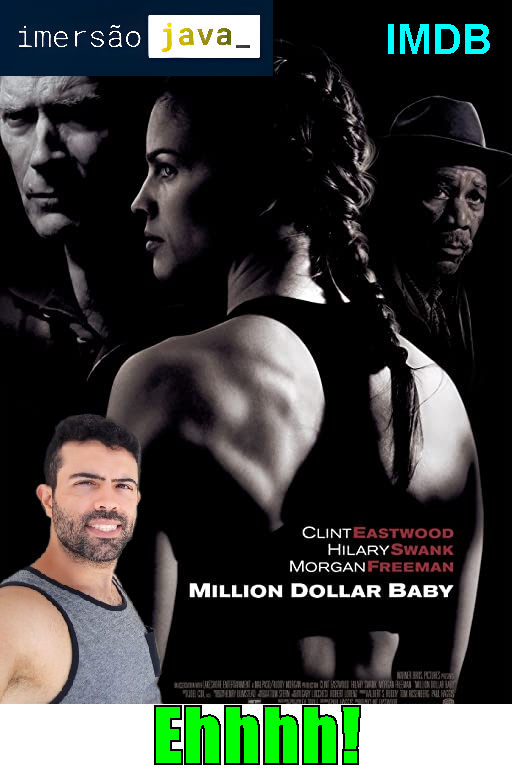 imersão java_
IMDB
CLINT EASTWOOD
HILARY SWANK
MORGAN FREEMAN
MILLION DOLLAR BABY
WARNER BROS. PICTURES
Ehhhh!